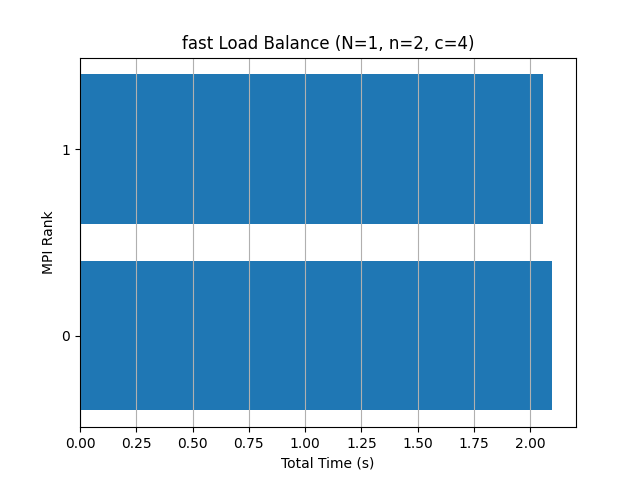 fast Load Balance (N=1, n=2, c=4)
MPI Rank
1
0
0.00 0.25 0.50 0.75 1.00 1.25 1.50 1.75 2.00
Total Time (s)